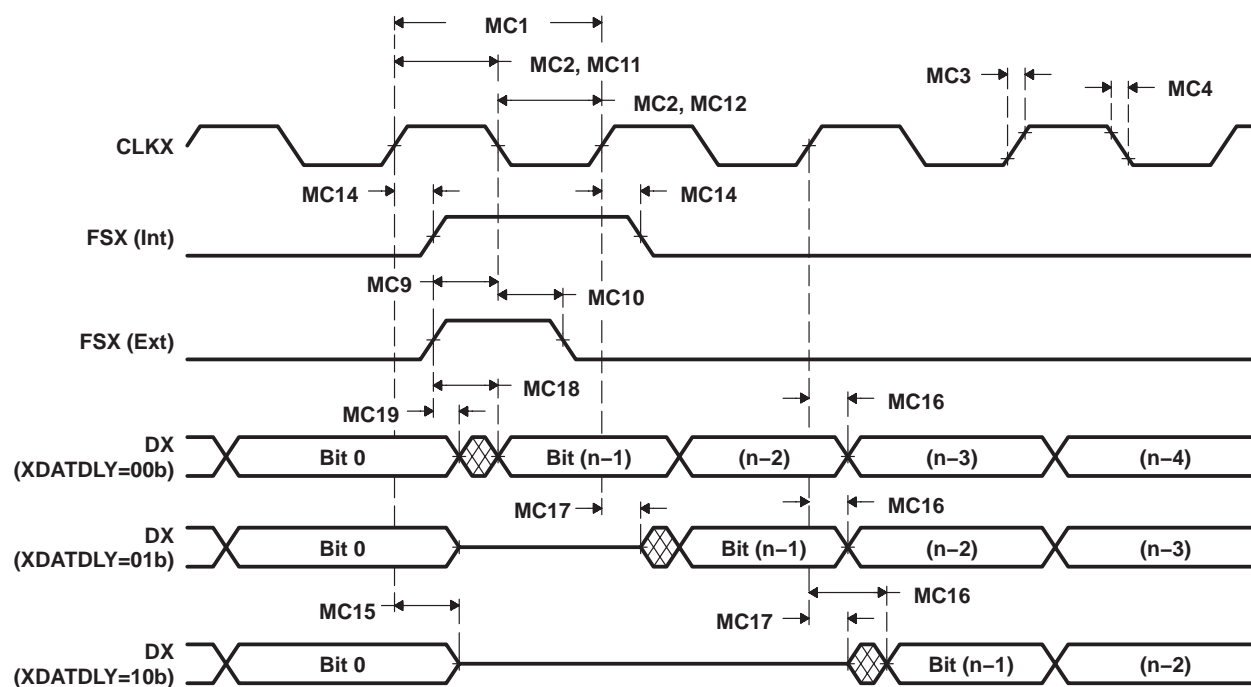 MC1
MC2, MC11
MC3
MC4
MC2, MC12
CLKX
MC14
MC14
FSX (Int)
MC9
MC10
FSX (Ext)
MC18
MC19
MC16
DX
(XDATDLY=00b)
Bit 0
Bit (n−1)
(n−2)
(n−3)
(n−4)
MC17
MC16
DX
(XDATDLY=01b)
Bit 0
Bit (n−1)
(n−2)
(n−3)
MC15
MC16
MC17
DX
(XDATDLY=10b)
Bit 0
Bit (n−1)
(n−2)